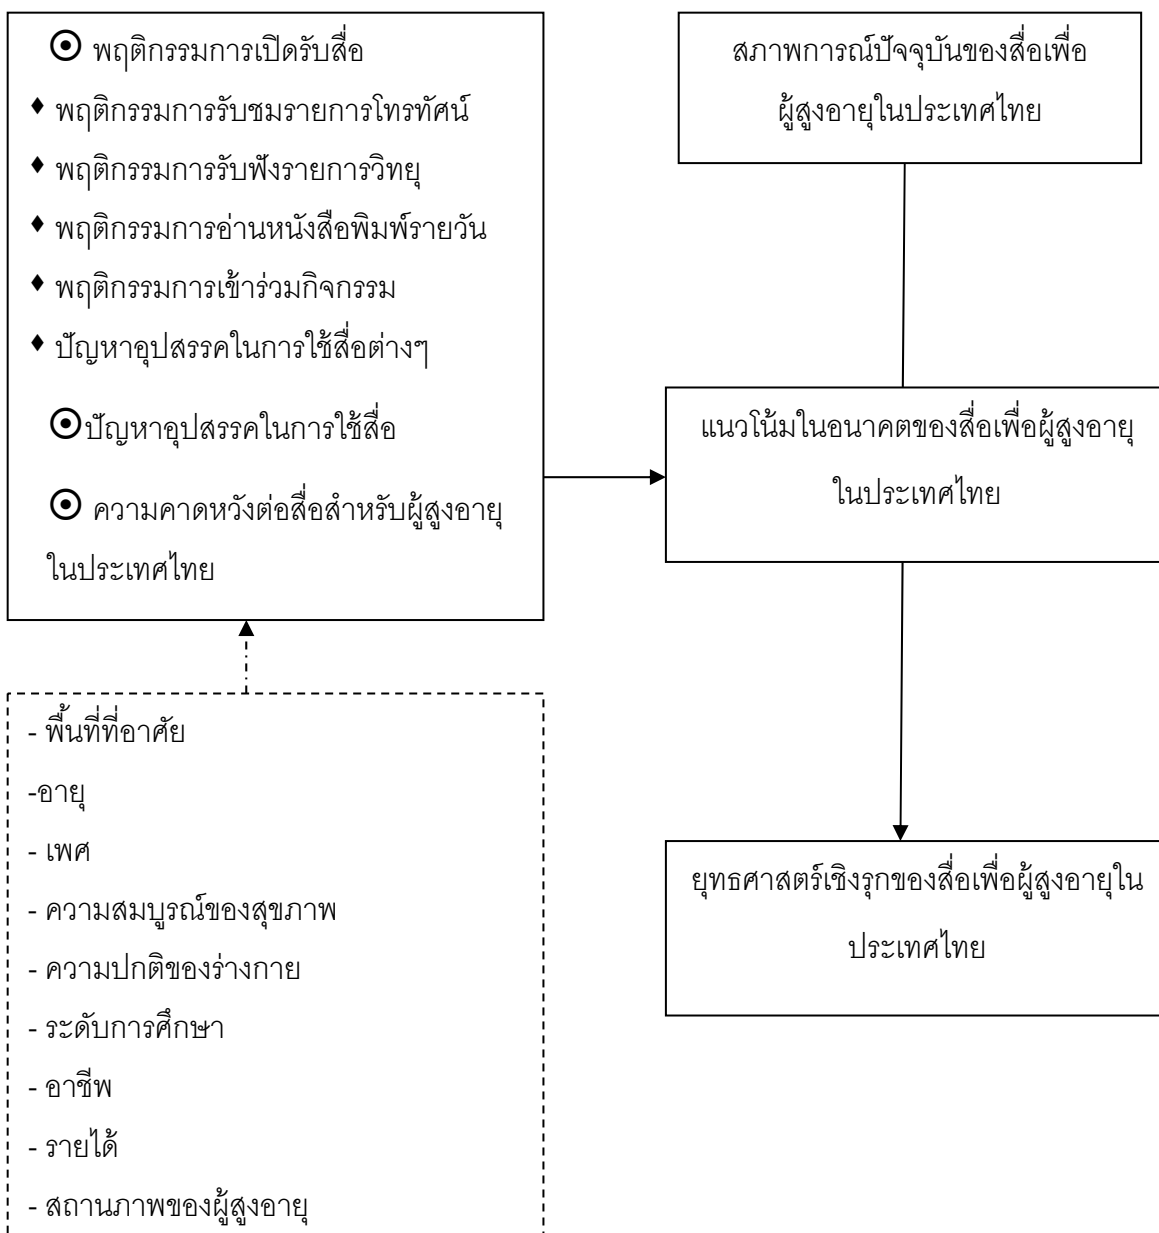 ⊙ พฤติกรรมการเปิดรับสื่อ
♦ พฤติกรรมการรับชมรายการโทรทัศน์
♦ พฤติกรรมการรับฟังรายการวิทยุ
♦ พฤติกรรมการอ่านหนังสือพิมพ์รายวัน
♦ พฤติกรรมการเข้าร่วมกิจกรรม
♦ ปัญหาอุปสรรคในการใช้สื่อต่างๆ
⊙ปัญหาอุปสรรคในการใช้สื่อ
⊙ ความคาดหวังต่อสื่อสำหรับผู้สูงอายุ
ในประเทศไทย
- พื้นที่ที่อาศัย
-อายุ
- เพศ
- ความสมบูรณ์ของสุขภาพ
- ความปกติของร่างกาย
- ระดับการศึกษา
- อาชีพ
- รายได้
- สถานภาพของผู้สูงอายุ
สภาพการณ์ปัจจุบันของสื่อเพื่อ
ผู้สูงอายุในประเทศไทย
แนวโน้มในอนาคตของสื่อเพื่อผู้สูงอายุ
ในประเทศไทย
ยุทธศาสตร์เชิงรุกของสื่อเพื่อผู้สูงอายุใน
ประเทศไทย